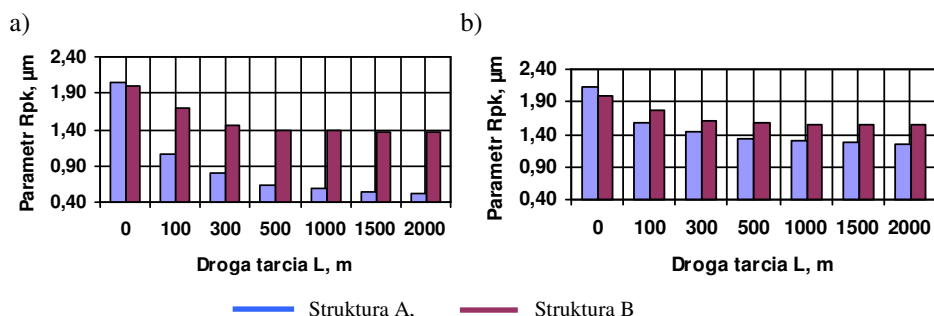 a)
Parametr Rpk, µm
2,40
1,90
1,40
0,90
0,40
0 100 300 500 1000 1500 2000
Droga tarcia L, m
b)
Parametr Rpk, µm
2,40
1,90
1,40
0,90
0,40
0 100 300 500 1000 1500 2000
Droga tarcia L, m
Struktura A, Struktura B